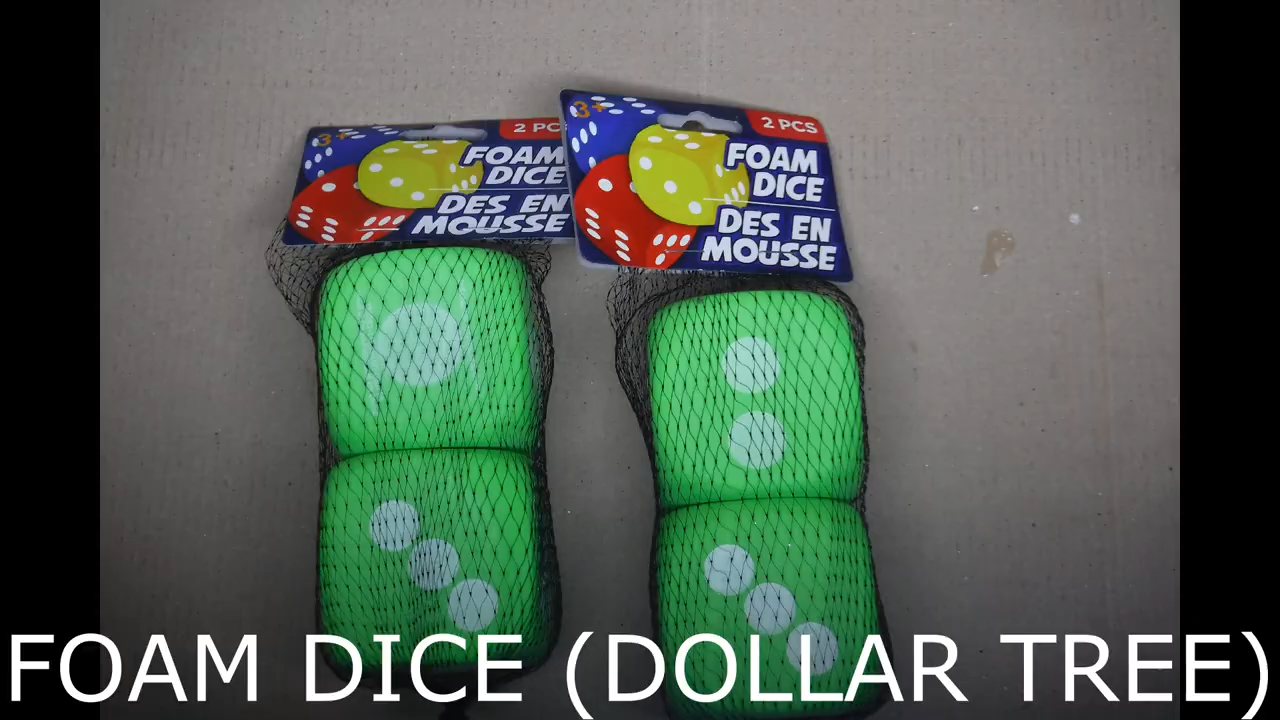 3+
2 PC
FOAM
DICE
DES EN
MOUSSE
3+
2 PCS
FOAM
DICE
DES EN
MOUSSE
FOAM DICE (DOLLAR TREE)